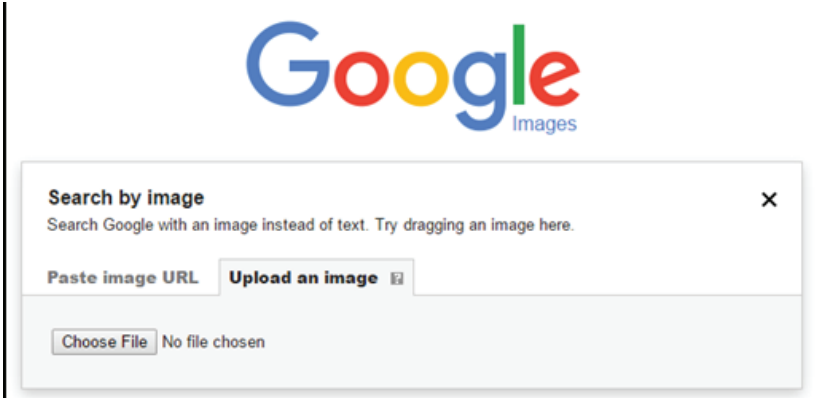 Google
Images
Search by image
Search Google with an image instead of text. Try dragging an image here.
Paste image URL Upload an image ?
Choose File No file chosen